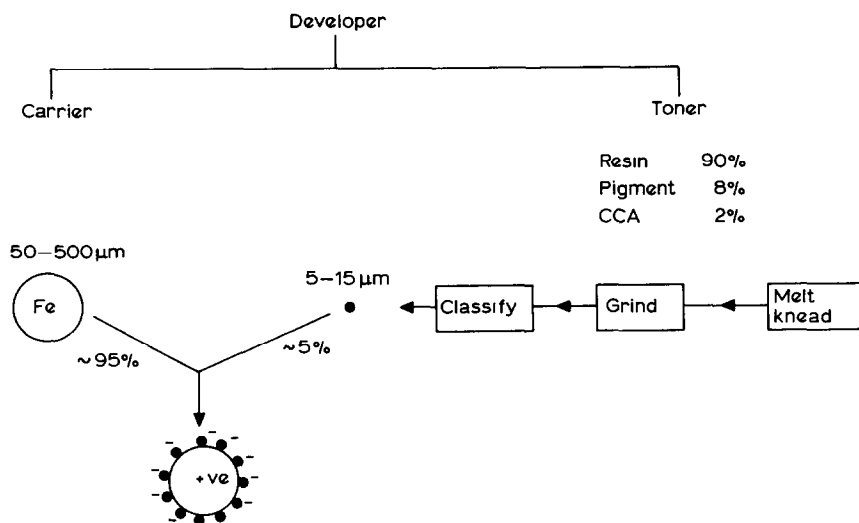 Developer
Carrier
Toner
Resin 90%
Pigment 8%
CCA 2%
50–500μm
Fe
5–15μm
Classify
Grind
Melt
knead
~95%
~5%
+ve
- - - - - - - - - - -